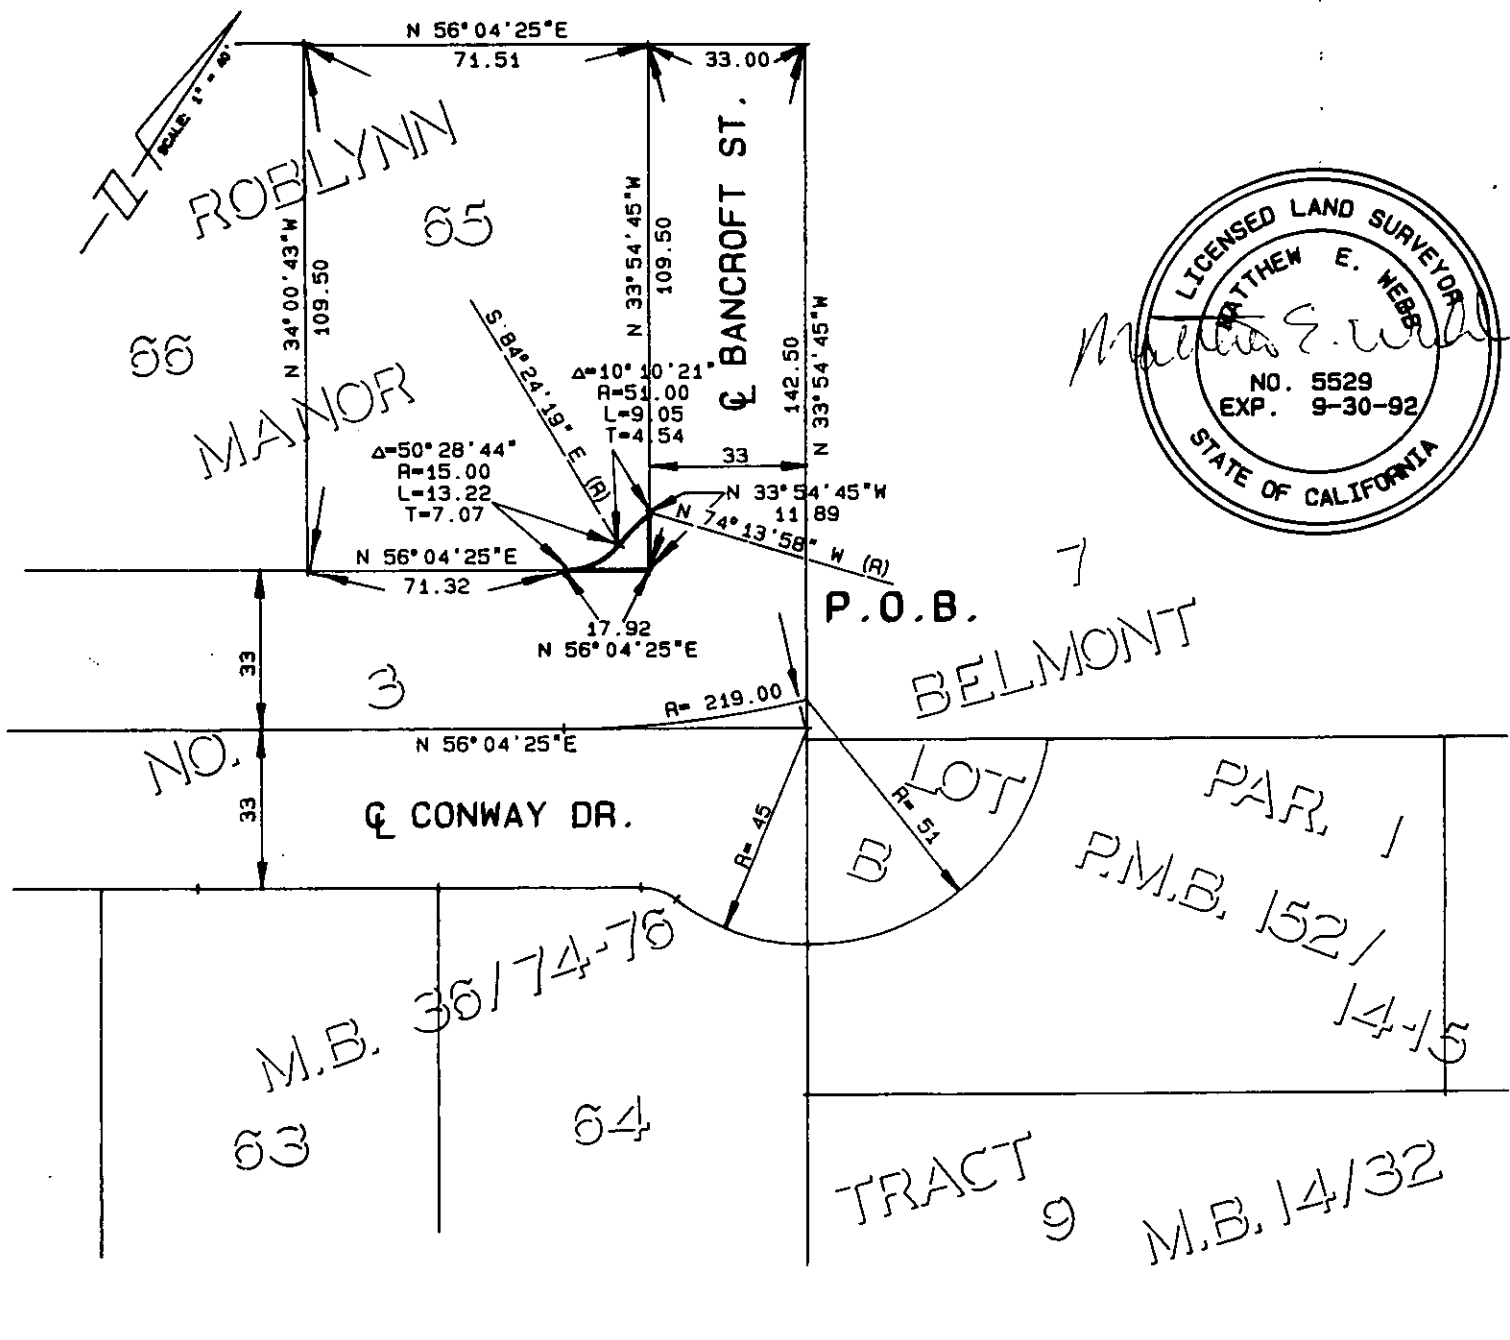 N 56°04'25"E
71.51
33.00
SCALE: 1" = 40'
ROBLYNN
65
N 34°00'43"W
109.50
N 33°54'45"W
109.50
℄ BANCROFT ST.
142.50
N 33°54'45"W
LICENSED LAND SURVEYOR
MATTHEW E. WEBB
NO. 5529
EXP. 9-30-92
STATE OF CALIFORNIA
66
MANOR
S 84°24'19" E (R)
Δ=10°10'21"
R=51.00
L=9.05
T=4.54
Δ=50°28'44"
R=15.00
L=13.22
T=7.07
33
N 33°54'45"W
11.89
N 74°13'58" W (R)
N 56°04'25"E
71.32
17.92
N 56°04'25"E
P.O.B.
7
BELMONT
33
3
R= 219.00
N 56°04'25"E
NO.
33
℄ CONWAY DR.
R= 45
R= 51
LOT
B
PAR. 1
P.M.B. 152/
14-15
M.B. 36/74-76
63
64
TRACT
9
M.B. 14/32